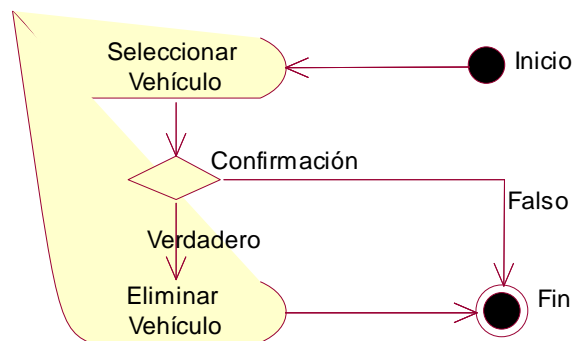 Seleccionar
Vehículo
Inicio
Confirmación
Falso
Verdadero
Eliminar
Vehículo
Fin